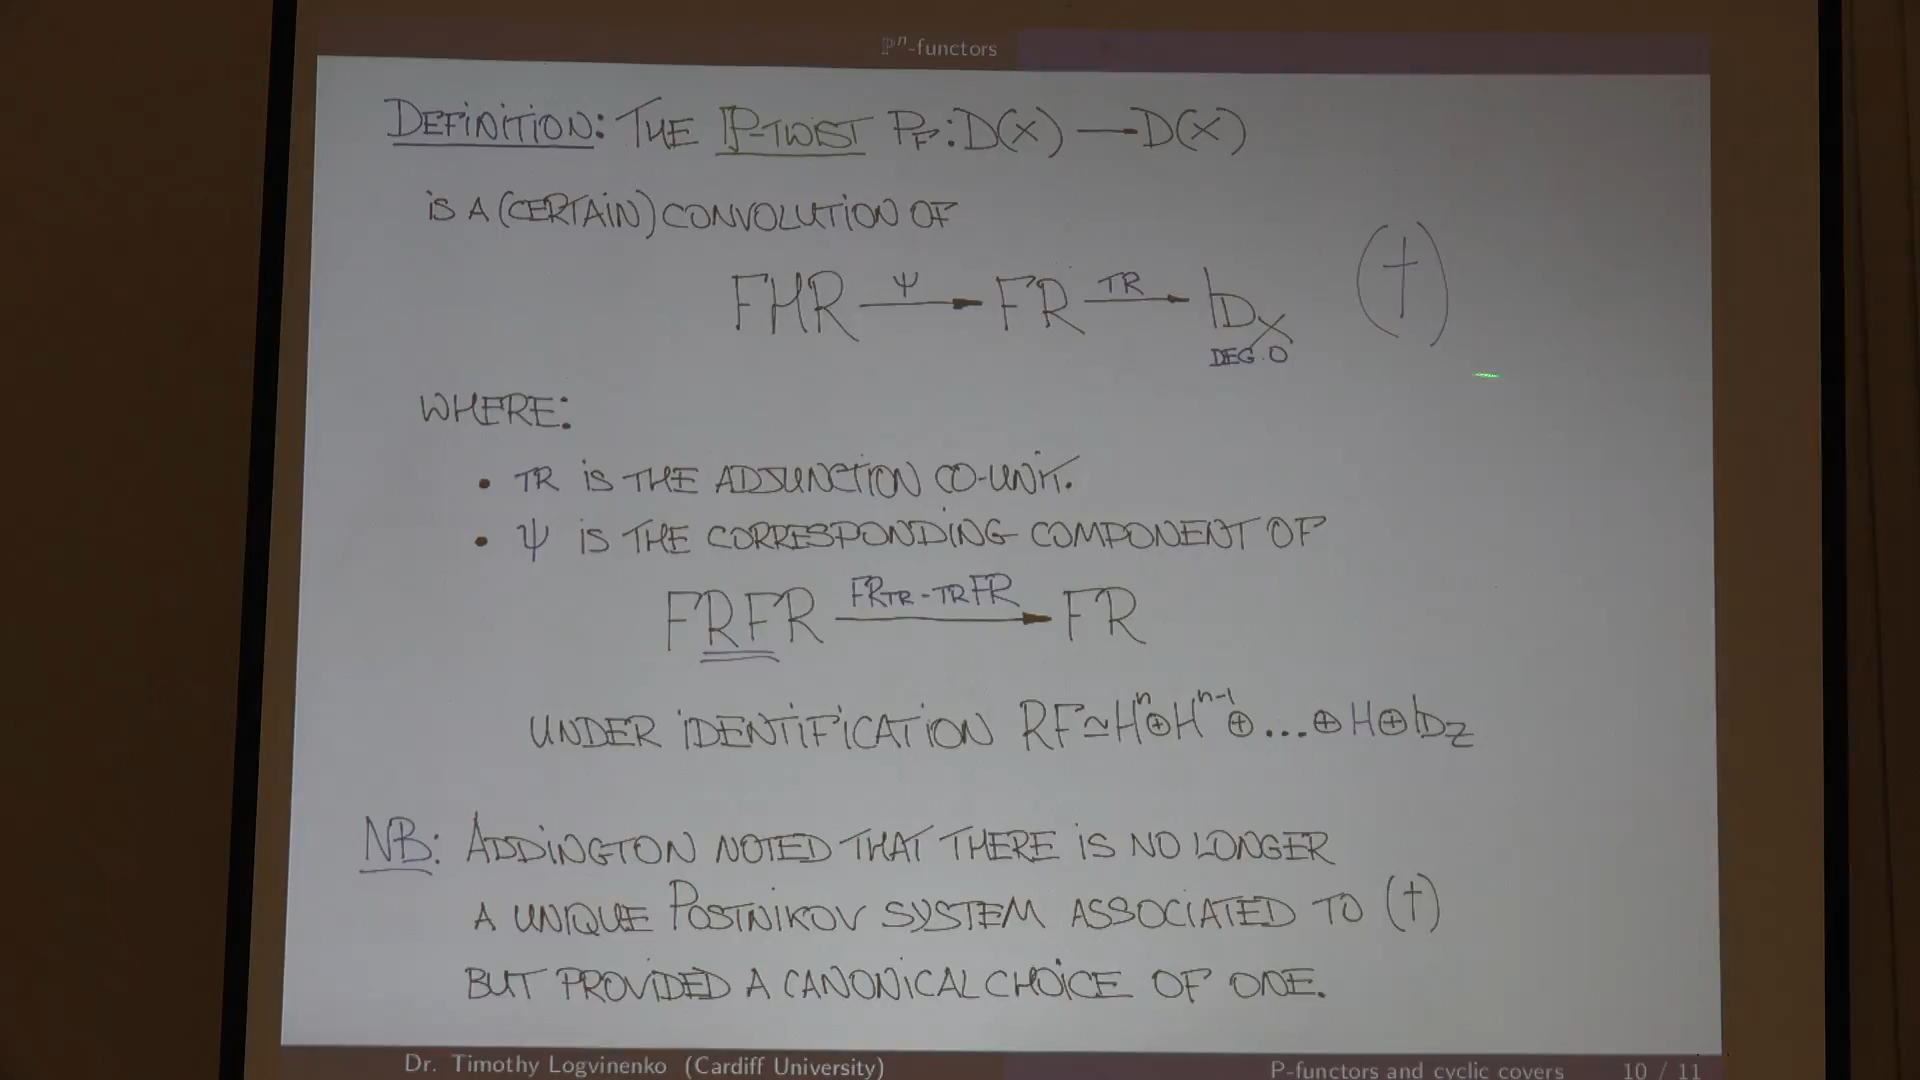 ℙⁿ-functors
DEFINITION: THE ℙ-TWIST P_F : D(X) → D(X)
IS A (CERTAIN) CONVOLUTION OF
FHR —ψ→ FR —TR→ ID_X (†)
DEG. 0
WHERE:
• TR IS THE ADJUNCTION CO-UNIT.
• ψ IS THE CORRESPONDING COMPONENT OF
FRFR —FRTR - TRFR→ FR
UNDER IDENTIFICATION RF ≃ Hⁿ ⊕ Hⁿ⁻¹ ⊕ ... ⊕ H ⊕ ID_Z
NB: ADDINGTON NOTED THAT THERE IS NO LONGER
A UNIQUE POSTNIKOV SYSTEM ASSOCIATED TO (†)
BUT PROVIDED A CANONICAL CHOICE OF ONE.
Dr. Timothy Logvinenko (Cardiff University) P-functors and cyclic covers 10 / 11